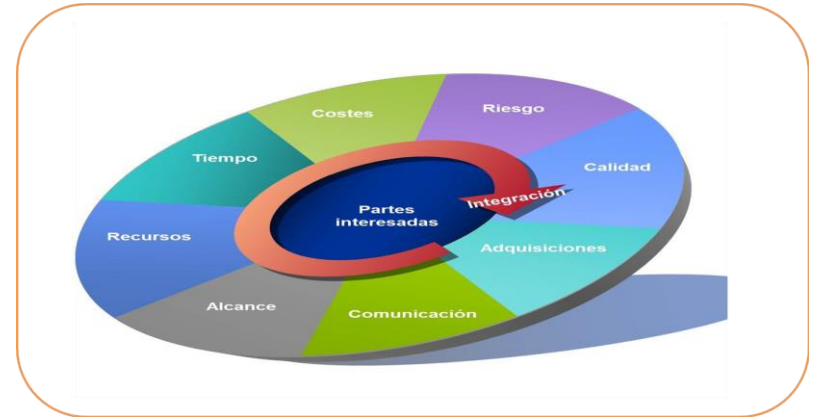 Costes
Riesgo
Tiempo
Calidad
Integración
Partes
interesadas
Recursos
Adquisiciones
Alcance
Comunicación